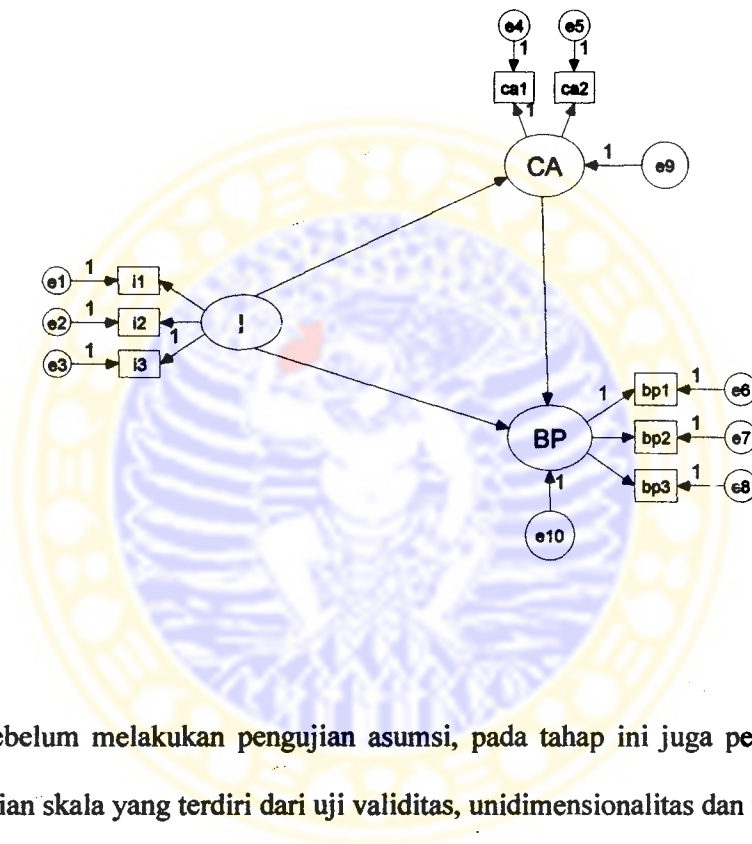 e4 e5
1 1
ca1 ca2
1
CA 1 e9
e1 1 i1
e2 1 i2 I
e3 1 i3 1
1 bp1 1 e6
BP bp2 1 e7
bp3 1 e8
1
e10
ebelum melakukan pengujian asumsi, pada tahap ini juga pe
ian skala yang terdiri dari uji validitas, unidimensionalitas dan